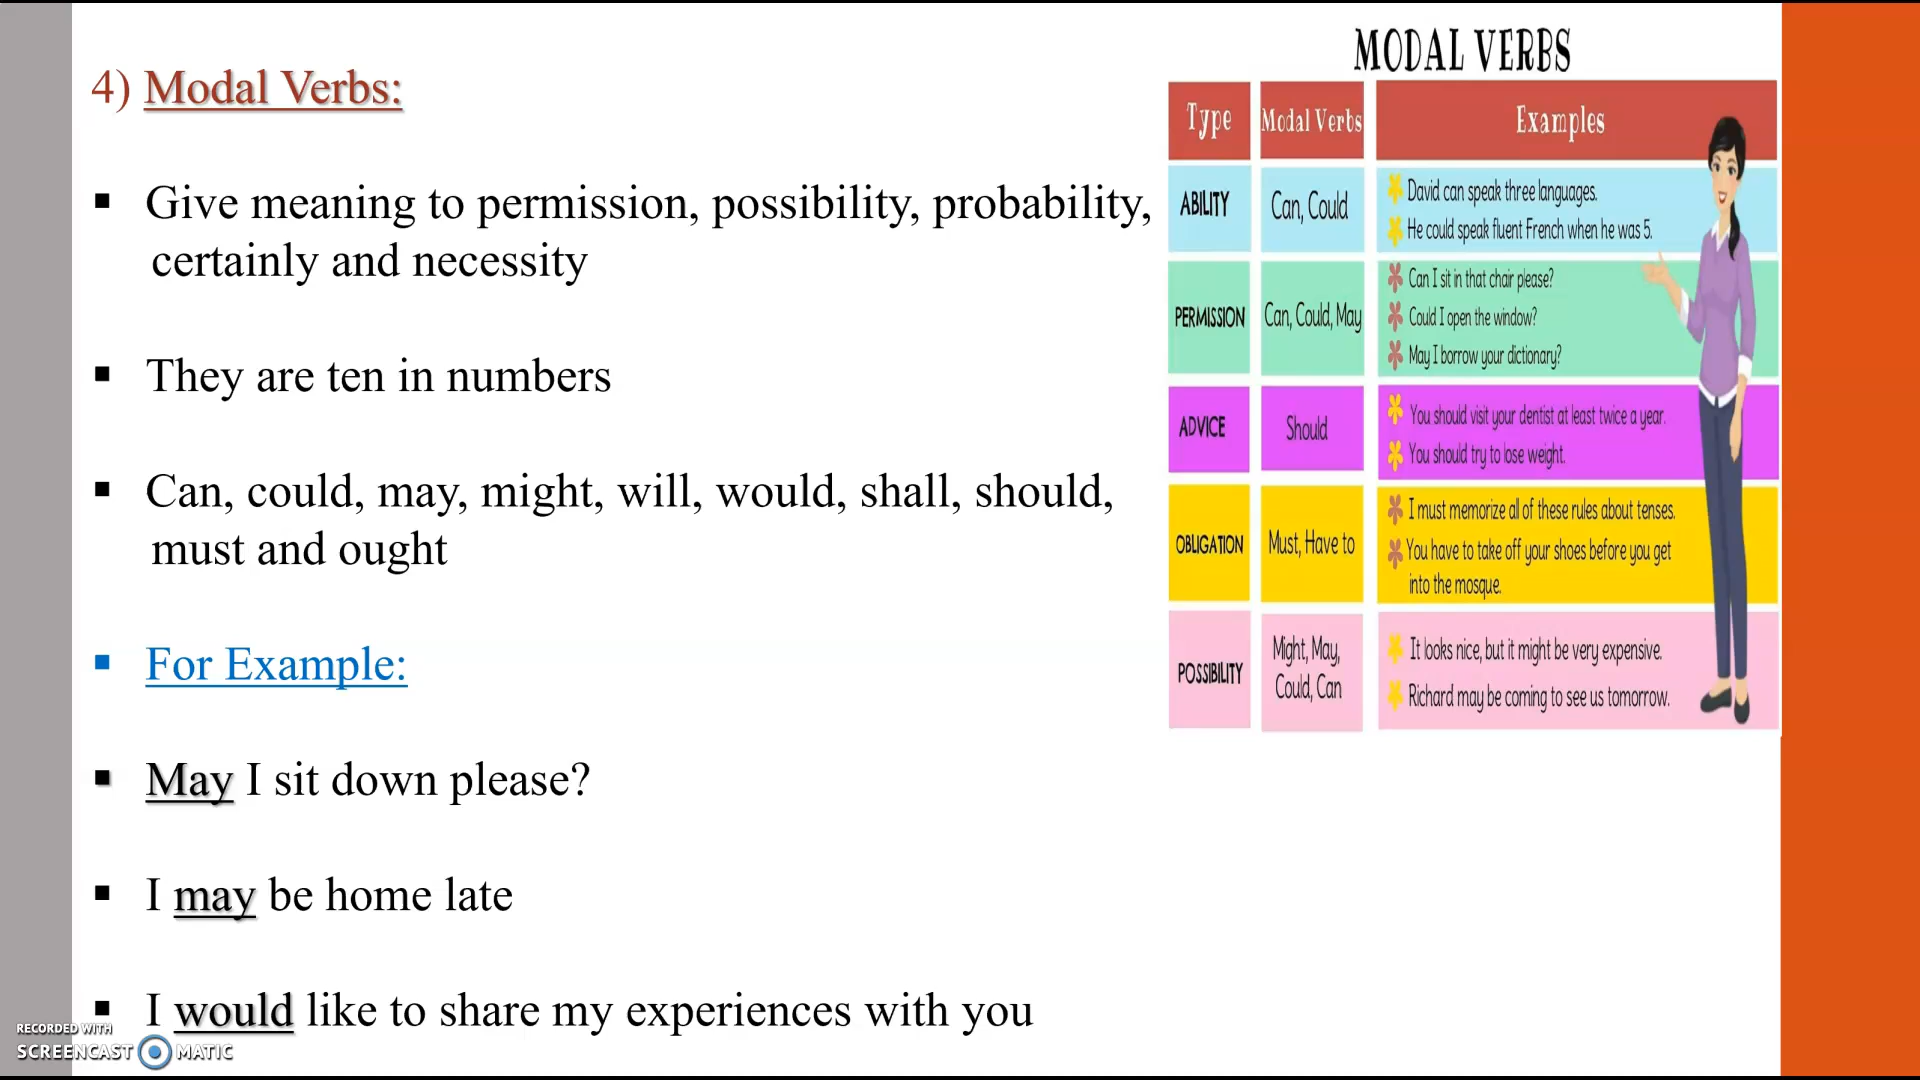 4) Modal Verbs:
▪ Give meaning to permission, possibility, probability,
certainly and necessity
▪ They are ten in numbers
▪ Can, could, may, might, will, would, shall, should,
must and ought
▪ For Example:
▪ May I sit down please?
▪ I may be home late
▪ I would like to share my experiences with you
MODAL VERBS
Type Modal Verbs Examples
ABILITY Can, Could
David can speak three languages.
He could speak fluent French when he was 5.
PERMISSION Can, Could, May
Can I sit in that chair please?
Could I open the window?
May I borrow your dictionary?
ADVICE Should
You should visit your dentist at least twice a year.
You should try to lose weight.
OBLIGATION Must, Have to
I must memorize all of these rules about tenses.
You have to take off your shoes before you get
into the mosque.
POSSIBILITY
Might, May,
Could, Can
It looks nice, but it might be very expensive.
Richard may be coming to see us tomorrow.
RECORDED WITH
SCREENCAST MATIC